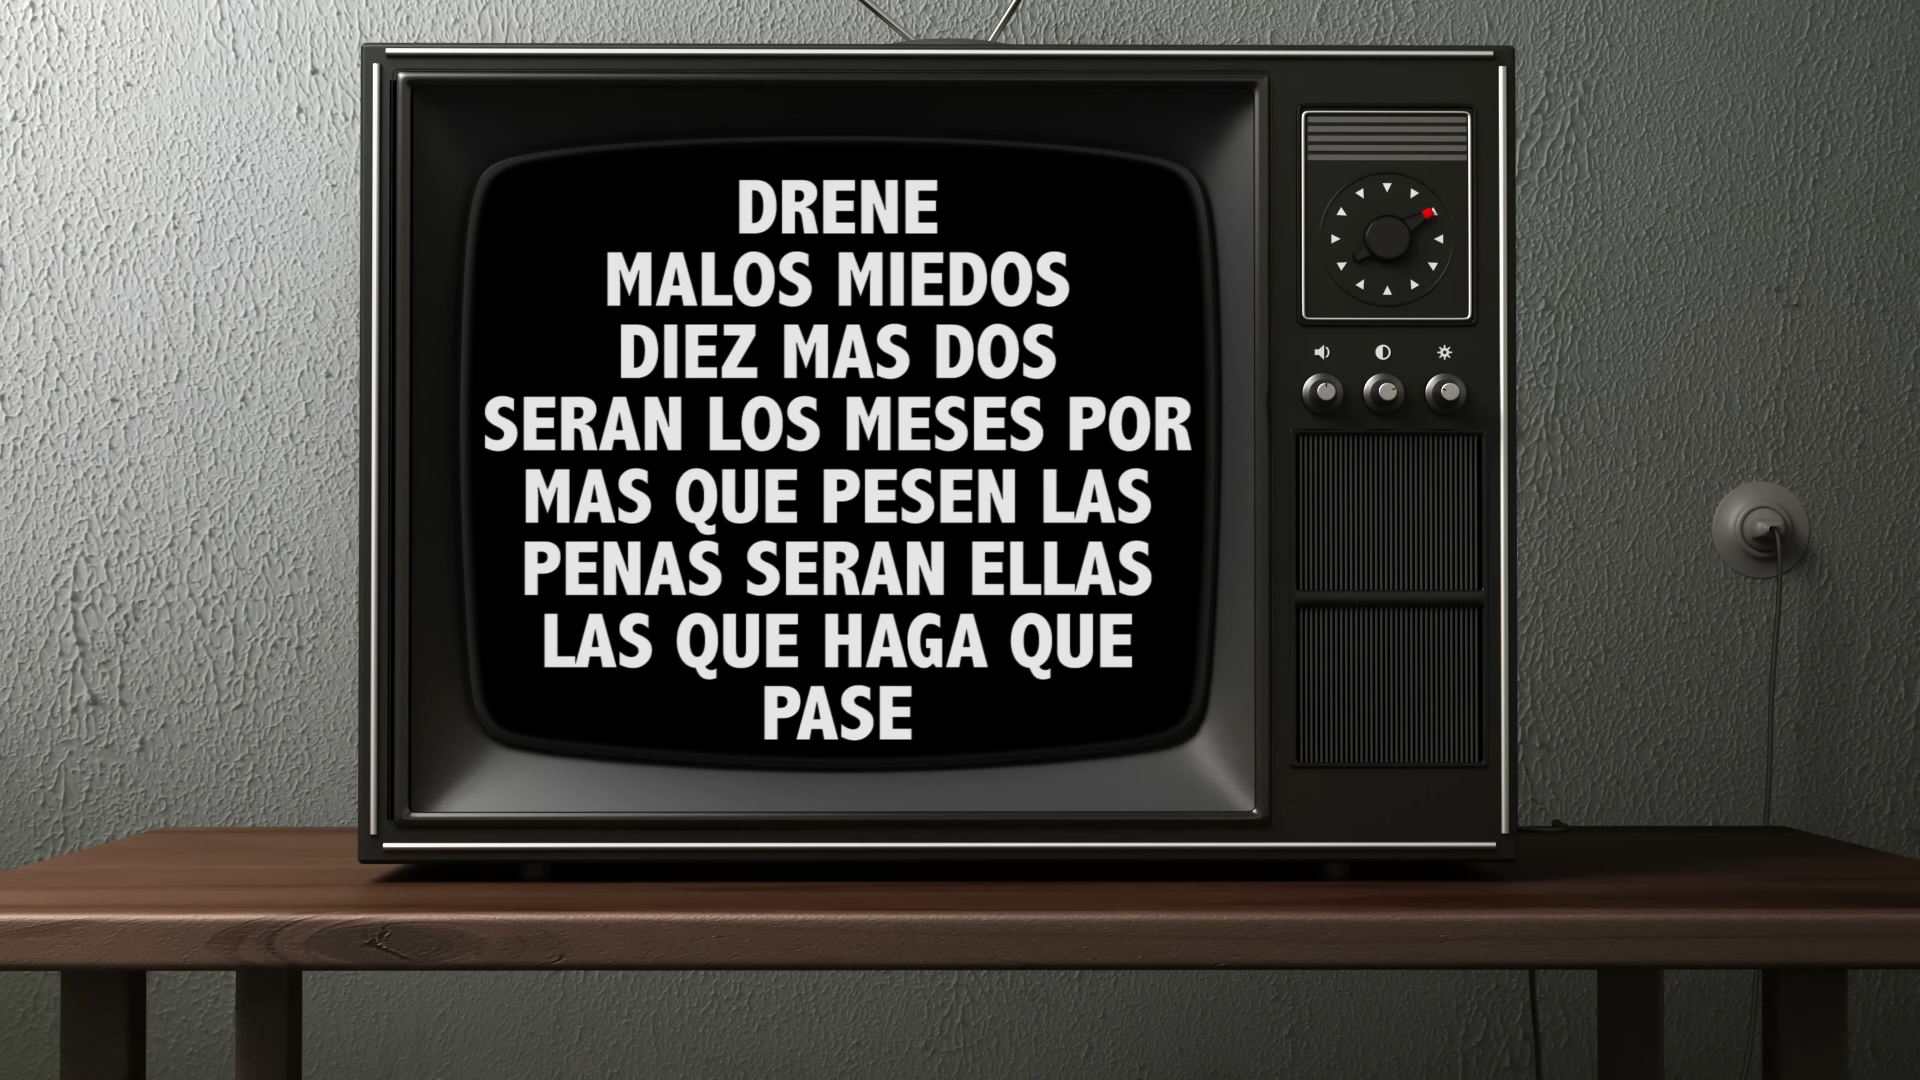 DRENE
MALOS MIEDOS
DIEZ MAS DOS
SERAN LOS MESES POR
MAS QUE PESEN LAS
PENAS SERAN ELLAS
LAS QUE HAGA QUE
PASE